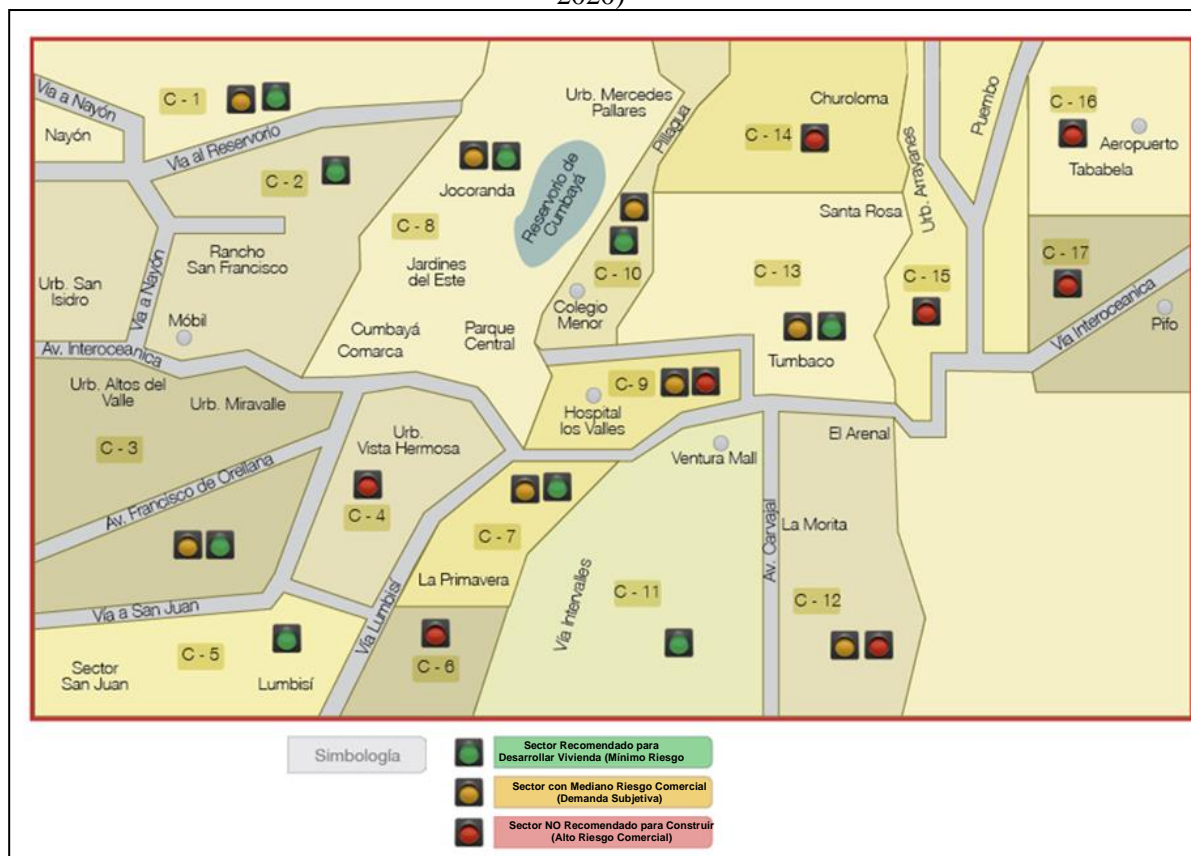 2020)
Vía a Nayón
Nayón
C - 1
Vía al Reservorio
C - 2
Rancho
San Francisco
Urb. San
Isidro
Vía a Nayón
Móbil
Av. Interoceanica
Urb. Altos del
Valle
Urb. Miravalle
C - 3
Av. Francisco de Orellana
Vía a San Juan
C - 5
Sector
San Juan
Lumbisí
Urb.
Vista Hermosa
C - 4
Vía Lumbisí
C - 6
La Primavera
C - 7
Jocoranda
C - 8
Jardines
del Este
Cumbayá
Comarca
Parque
Central
Urb. Mercedes
Pallares
Reservorio de
Cumbayá
Pillagua
C - 10
Colegio
Menor
C - 9
Hospital
los Valles
Ventura Mall
Vía Intervalles
C - 11
Av. Carvajal
El Arenal
La Morita
C - 12
Churoloma
C - 14
Santa Rosa
C - 13
Tumbaco
Urb. Arrayanes
C - 15
Puembo
C - 16
Aeropuerto
Tababela
C - 17
Vía Interoceanica
Pifo
Simbología
Sector Recomendado para
Desarrollar Vivienda (Mínimo Riesgo
Sector con Mediano Riesgo Comercial
(Demanda Subjetiva)
Sector NO Recomendado para Construir
(Alto Riesgo Comercial)